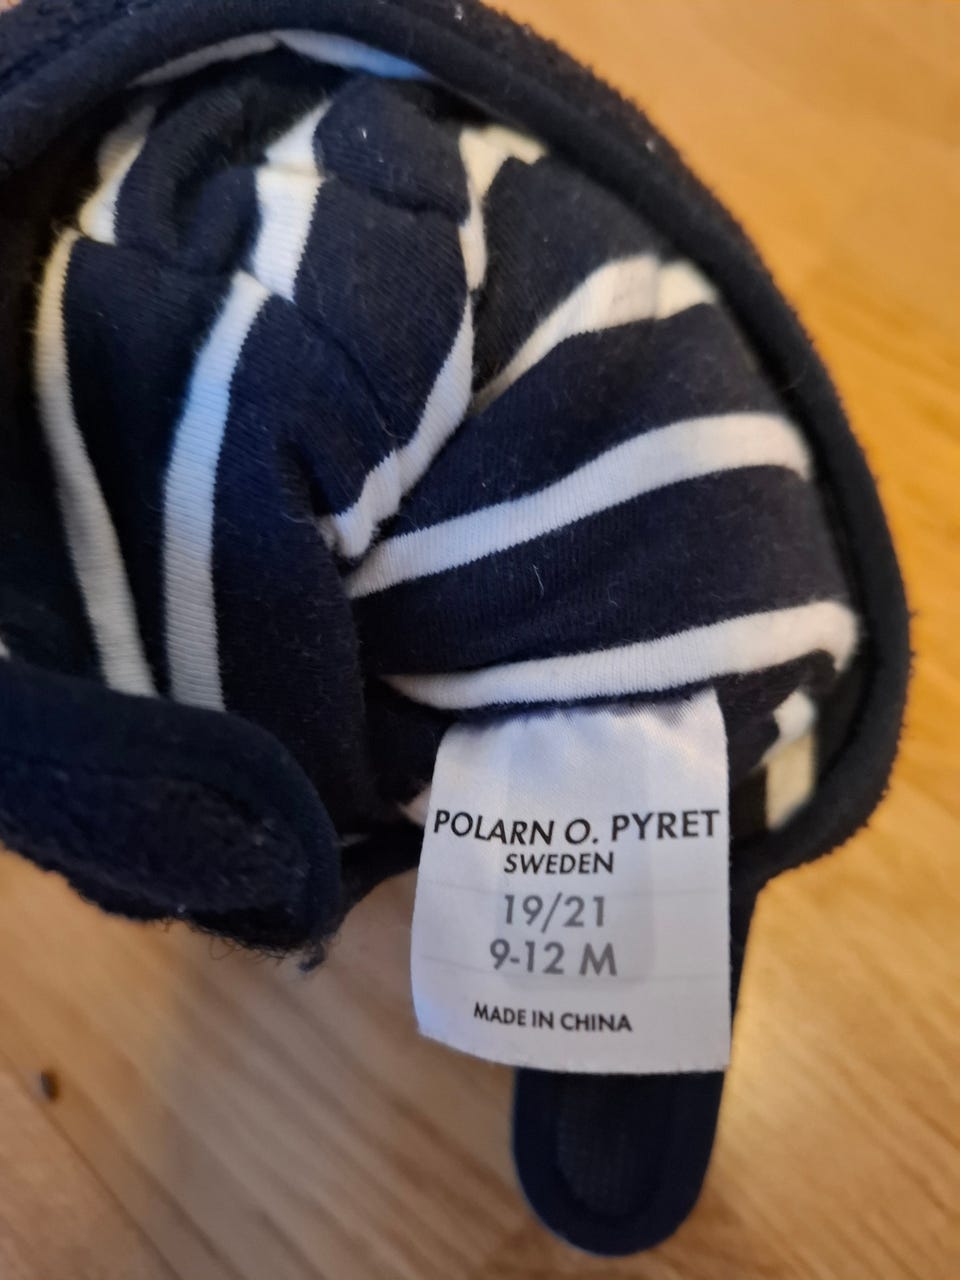 POLARN O. PYRET
SWEDEN
19/21
9-12 M
MADE IN CHINA